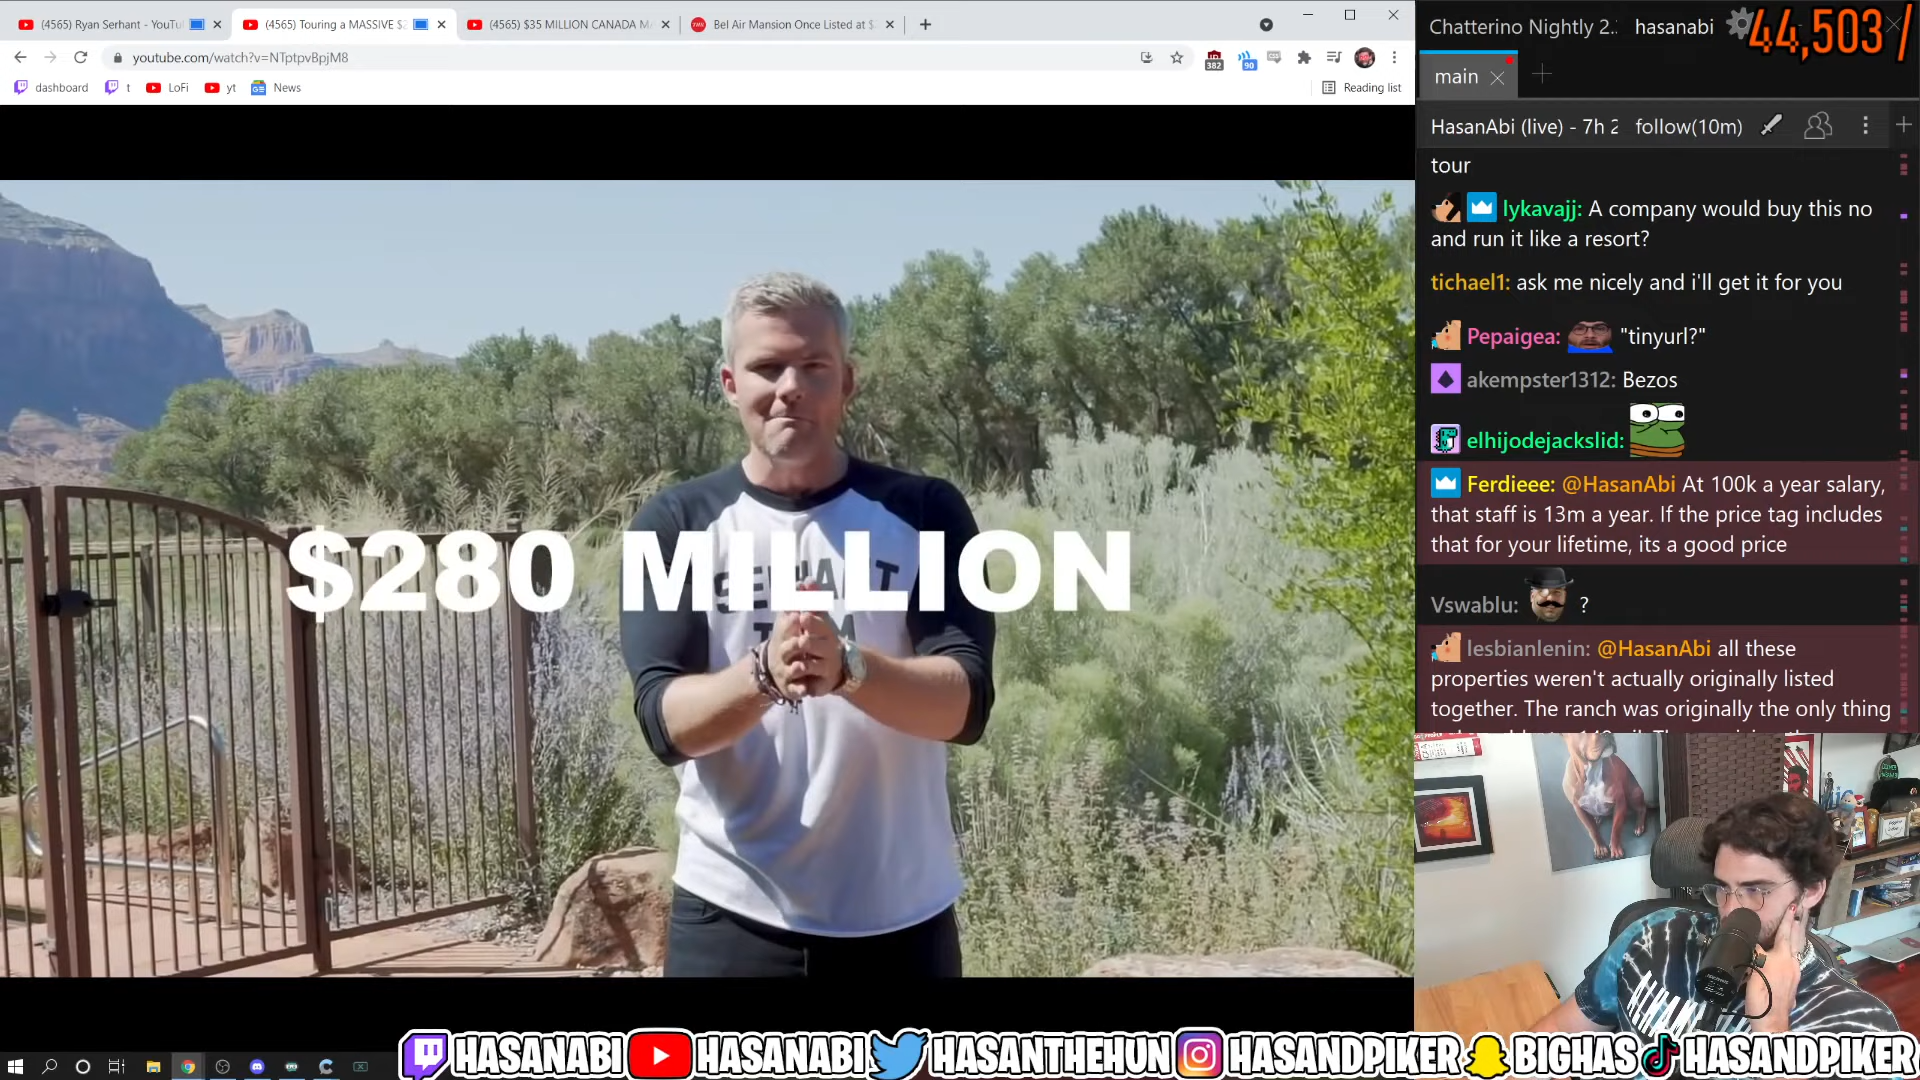 (4565) Ryan Serhant - YouTu
(4565) Touring a MASSIVE $2
(4565) $35 MILLION CANADA M
Bel Air Mansion Once Listed at $
youtube.com/watch?v=NTptpvBpjM8
382
90
dashboard
t
LoFi
yt
News
Reading list
$280 MILLION
Chatterino Nightly 2.
hasanabi
44,503 /
main
HasanAbi (live) - 7h 2
follow(10m)
tour
lykavajj: A company would buy this no
and run it like a resort?
tichael1: ask me nicely and i'll get it for you
Pepaigea: "tinyurl?"
akempster1312: Bezos
elhijodejackslid:
Ferdieee: @HasanAbi At 100k a year salary,
that staff is 13m a year. If the price tag includes
that for your lifetime, its a good price
Vswablu: ?
lesbianlenin: @HasanAbi all these
properties weren't actually originally listed
together. The ranch was originally the only thing
HASANABI HASANABI HASANTHEHUN HASANDPIKER BIGHAS HASANDPIKER